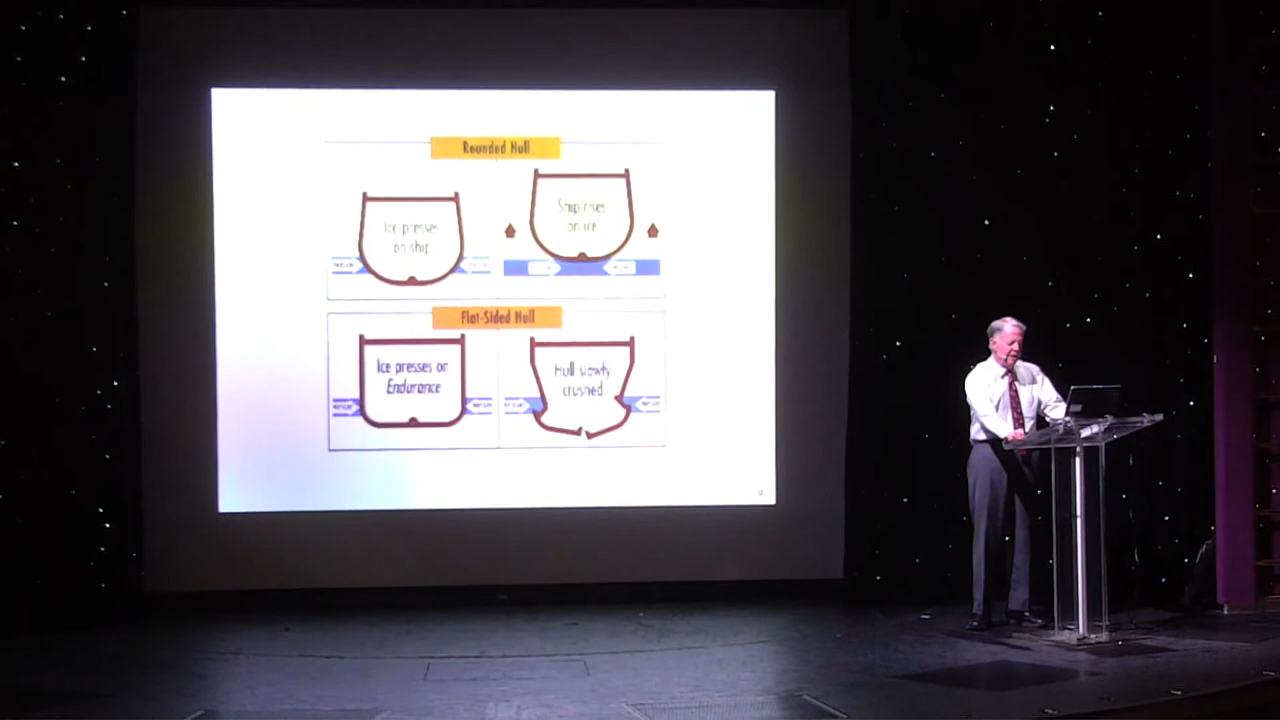 Rounded Hull
Ice presses
on ship
Ship rises
on ice
Flat-Sided Hull
Ice presses on
Endurance
Hull slowly
crushed